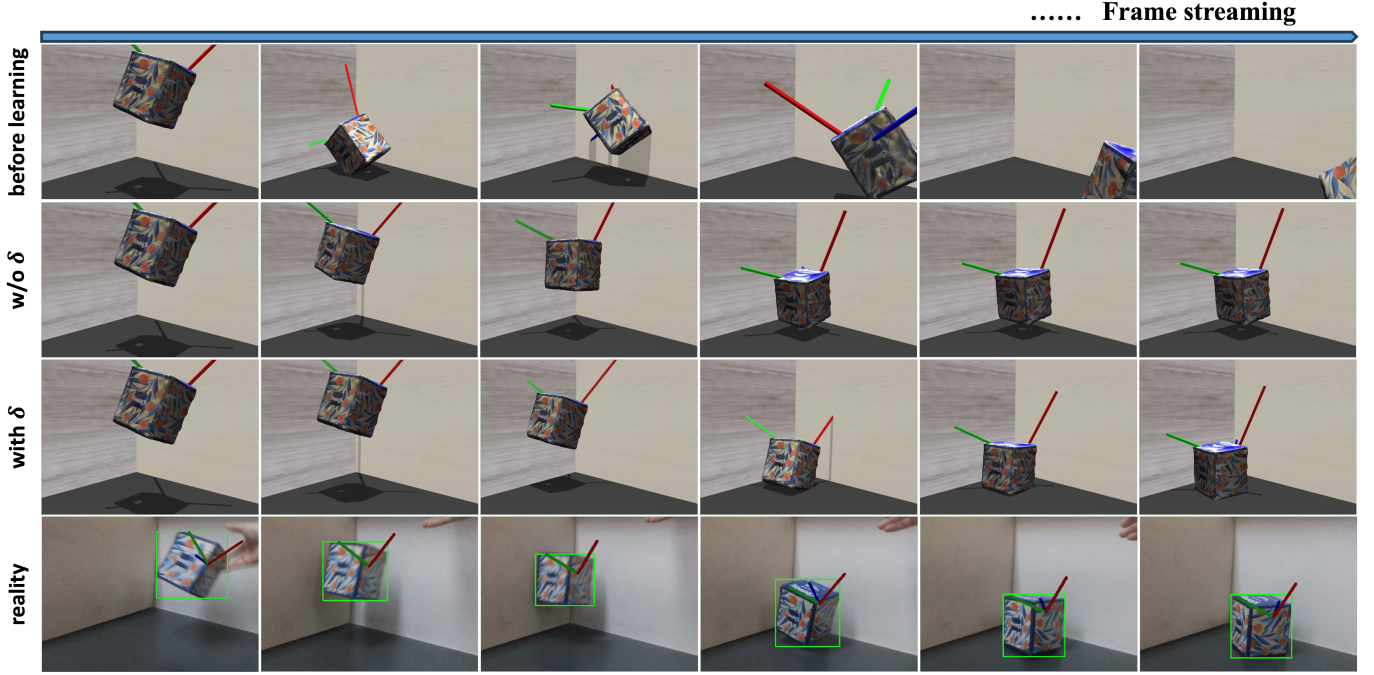 …… Frame streaming
before learning
w/o δ
with δ
reality